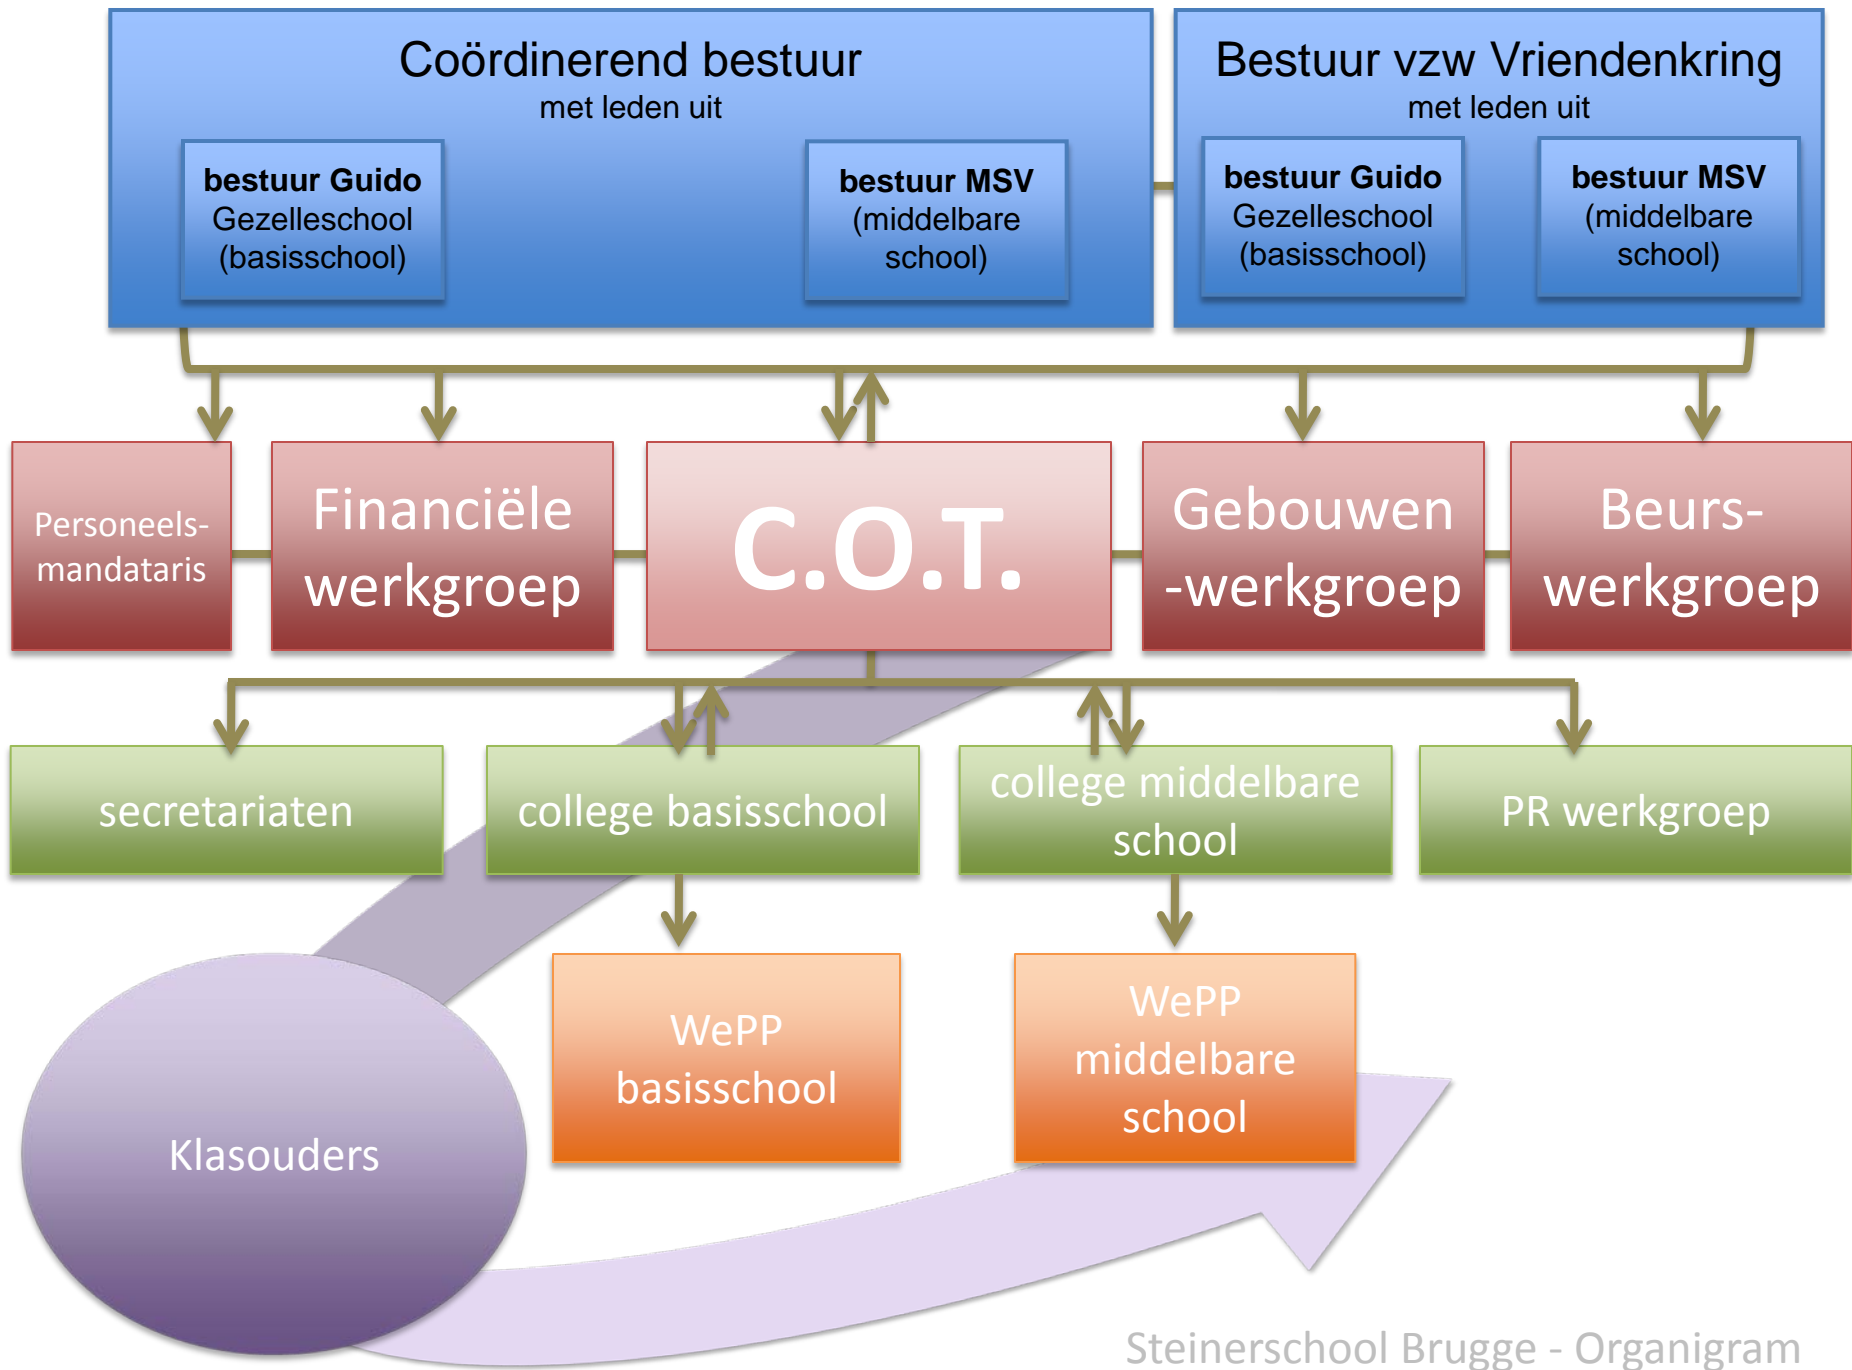 Coördinerend bestuur
met leden uit
bestuur Guido
Gezelleschool
(basisschool)
bestuur MSV
(middelbare
school)
Bestuur vzw Vriendenkring
met leden uit
bestuur Guido
Gezelleschool
(basisschool)
bestuur MSV
(middelbare
school)
Personeels-
mandataris
Financiële
werkgroep
C.O.T.
Gebouwen
-werkgroep
Beurs-
werkgroep
secretariaten
college basisschool
college middelbare
school
PR werkgroep
WePP
basisschool
WePP
middelbare
school
Klasouders
Steinerschool Brugge - Organigram